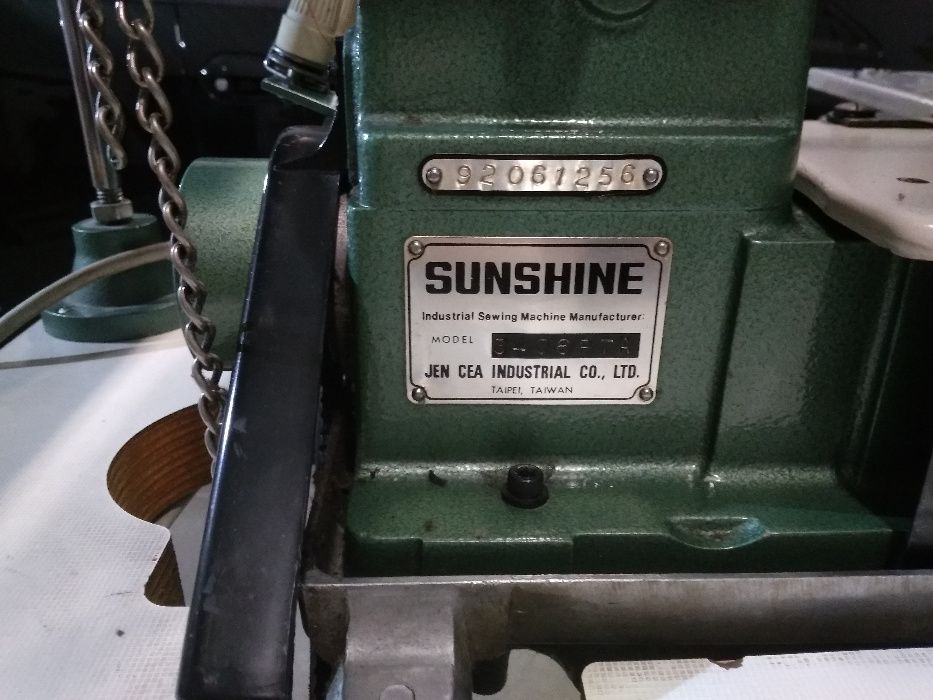 92061256
SUNSHINE
Industrial Sewing Machine Manufacturer:
MODEL
JEN CEA INDUSTRIAL CO., LTD.
TAIPEI, TAIWAN